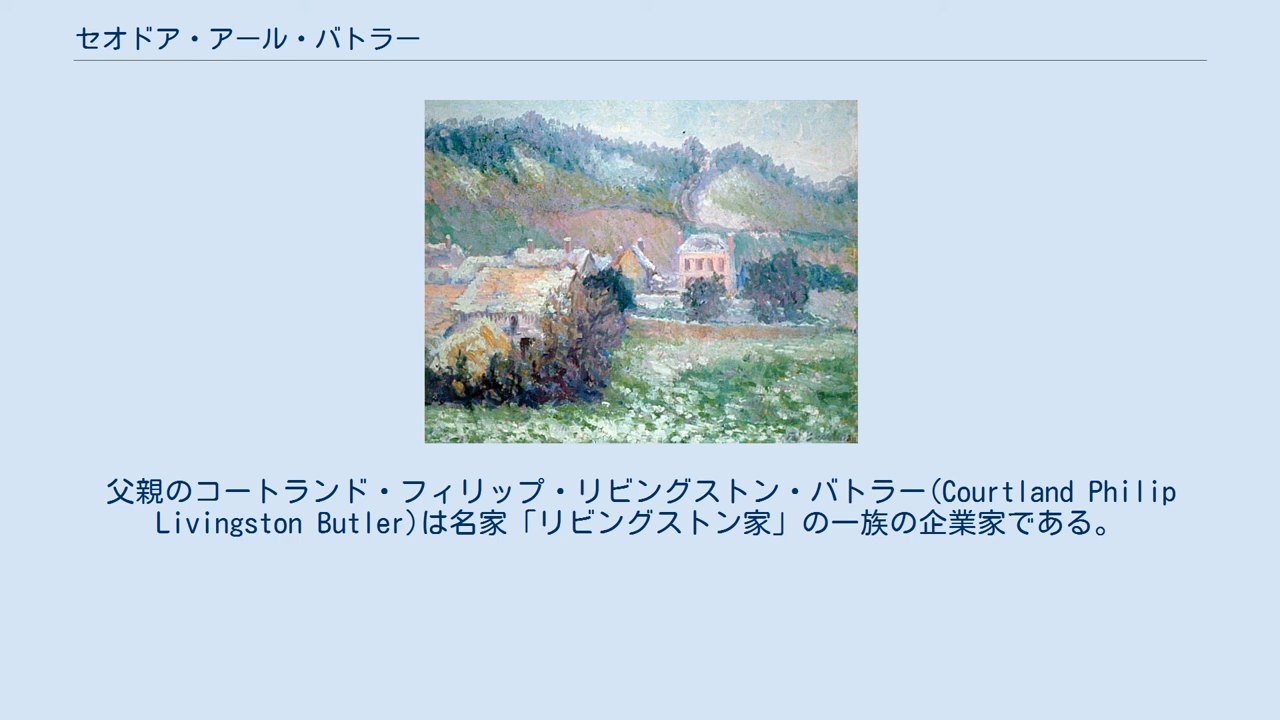 セオドア・アール・バトラー
父親のコートランド・フィリップ・リビングストン・バトラー(Courtland Philip
Livingston Butler)は名家「リビングストン家」の一族の企業家である。